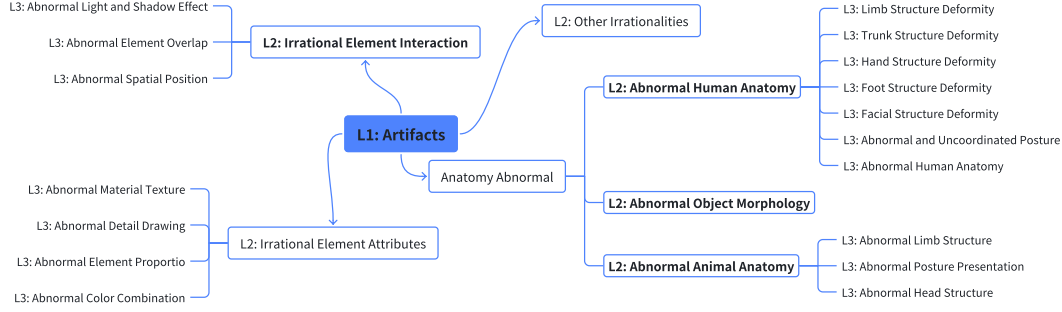 L3: Abnormal Light and Shadow Effect
L3: Abnormal Element Overlap
L3: Abnormal Spatial Position
L2: Irrational Element Interaction
L2: Other Irrationalities
L1: Artifacts
Anatomy Abnormal
L2: Abnormal Human Anatomy
L3: Limb Structure Deformity
L3: Trunk Structure Deformity
L3: Hand Structure Deformity
L3: Foot Structure Deformity
L3: Facial Structure Deformity
L3: Abnormal and Uncoordinated Posture
L3: Abnormal Human Anatomy
L2: Abnormal Object Morphology
L2: Abnormal Animal Anatomy
L3: Abnormal Limb Structure
L3: Abnormal Posture Presentation
L3: Abnormal Head Structure
L3: Abnormal Material Texture
L3: Abnormal Detail Drawing
L3: Abnormal Element Proportio
L3: Abnormal Color Combination
L2: Irrational Element Attributes